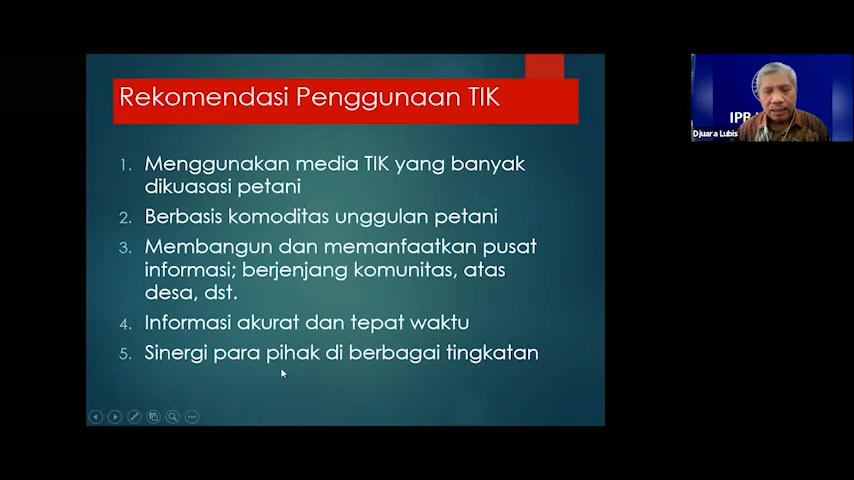 Rekomendasi Penggunaan TIK
1. Menggunakan media TIK yang banyak
dikuasasi petani
2. Berbasis komoditas unggulan petani
3. Membangun dan memanfaatkan pusat
informasi; berjenjang komunitas, atas
desa, dst.
4. Informasi akurat dan tepat waktu
5. Sinergi para pihak di berbagai tingkatan
IPB
Djuara Lubis